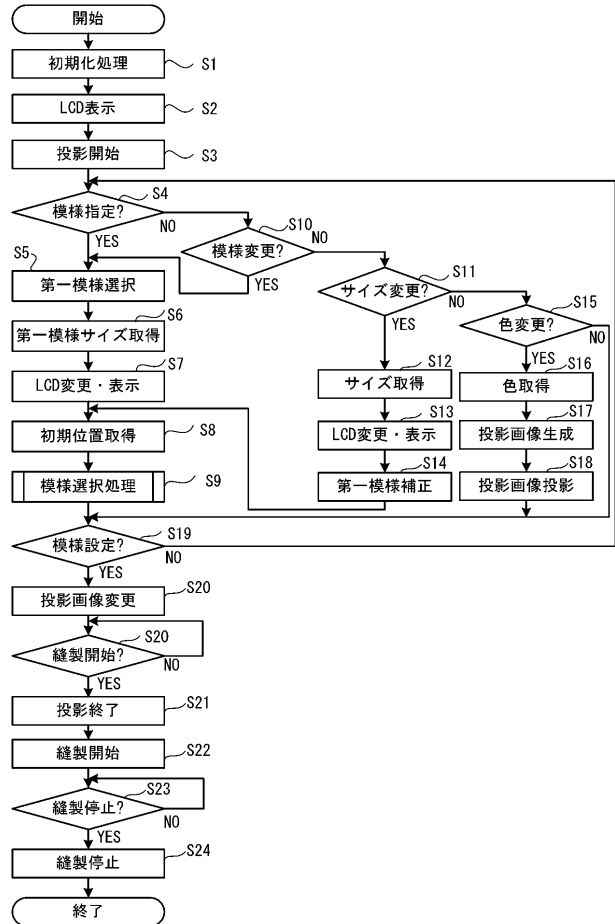 開始
初期化処理 S1
LCD表示 S2
投影開始 S3
模様指定? S4
NO
YES
模様変更? S10
NO
YES
サイズ変更? S11
NO
YES
色変更? S15
NO
YES
S5
第一模様選択
第一模様サイズ取得 S6
LCD変更・表示 S7
初期位置取得 S8
模様選択処理 S9
サイズ取得 S12
LCD変更・表示 S13
第一模様補正 S14
色取得 S16
投影画像生成 S17
投影画像投影 S18
模様設定? S19
NO
YES
投影画像変更 S20
縫製開始? S20
NO
YES
投影終了 S21
縫製開始 S22
縫製停止? S23
NO
YES
縫製停止 S24
終了